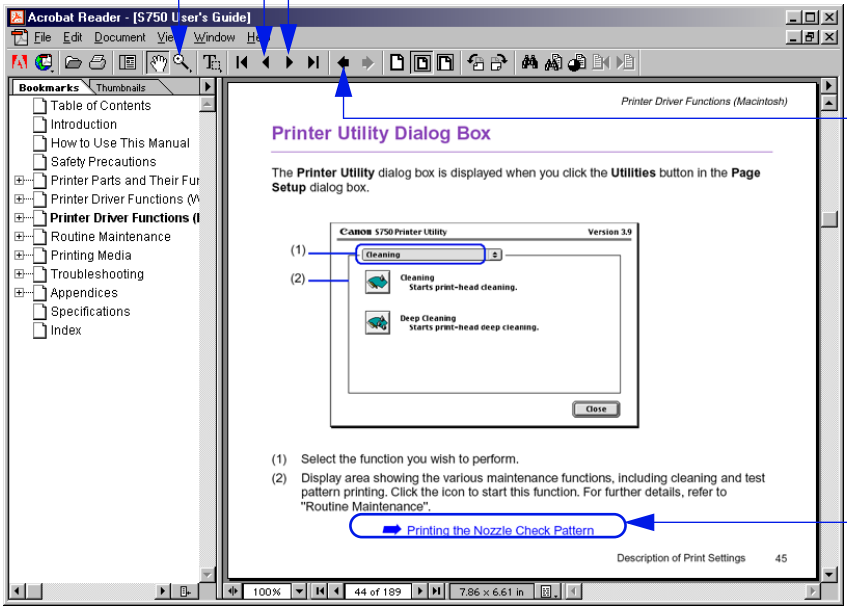 Acrobat Reader - [S750 User's Guide]
File Edit Document View Window Help
Bookmarks Thumbnails
Table of Contents
Introduction
How to Use This Manual
Safety Precautions
Printer Parts and Their Fur
Printer Driver Functions (W
Printer Driver Functions (I
Routine Maintenance
Printing Media
Troubleshooting
Appendices
Specifications
Index
Printer Driver Functions (Macintosh)
Printer Utility Dialog Box
The Printer Utility dialog box is displayed when you click the Utilities button in the Page
Setup dialog box.
Canon S750 Printer Utility Version 3.9
(1) Cleaning
(2) Cleaning
Starts print-head cleaning.
Deep Cleaning
Starts print-head deep cleaning.
Close
(1) Select the function you wish to perform.
(2) Display area showing the various maintenance functions, including cleaning and test
pattern printing. Click the icon to start this function. For further details, refer to
"Routine Maintenance".
Printing the Nozzle Check Pattern
Description of Print Settings 45
100% 44 of 189 7.86 x 6.61 in